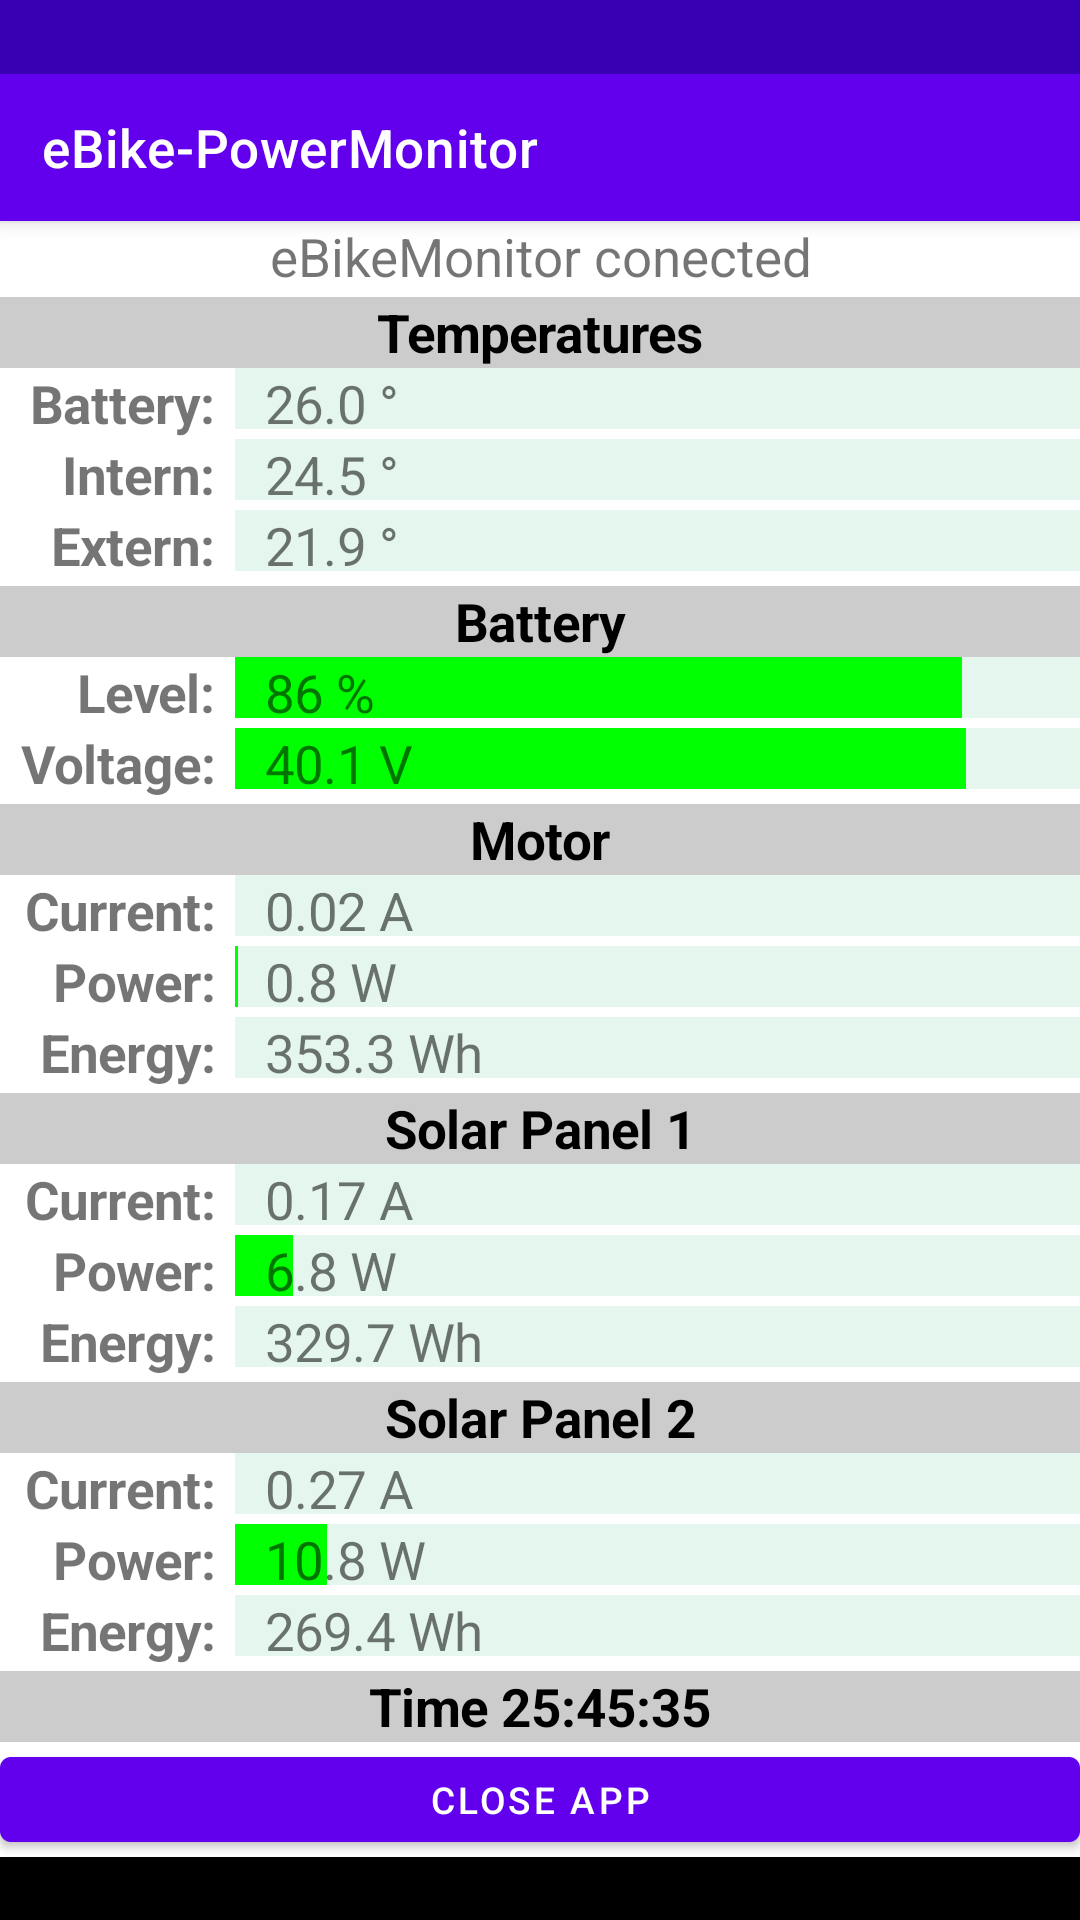 eBike-PowerMonitor
eBikeMonitor conected
Temperatures
Battery: 26.0 °
Intern: 24.5 °
Extern: 21.9 °
Battery
Level: 86 %
Voltage: 40.1 V
Motor
Current: 0.02 A
Power: 0.8 W
Energy: 353.3 Wh
Solar Panel 1
Current: 0.17 A
Power: 6.8 W
Energy: 329.7 Wh
Solar Panel 2
Current: 0.27 A
Power: 10.8 W
Energy: 269.4 Wh
Time 25:45:35
CLOSE APP